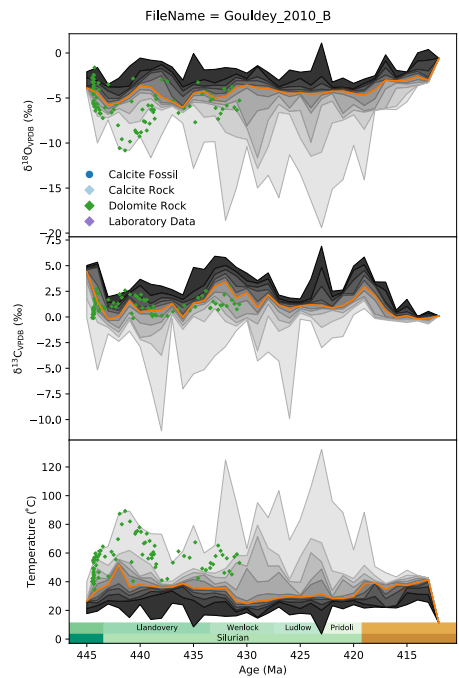 FileName = Gouldey_2010_B
0
−5
−10
−15
−20
δ18OVPDB (‰)
Calcite Fossil
Calcite Rock
Dolomite Rock
Laboratory Data
7.5
5.0
2.5
0.0
−2.5
−5.0
−7.5
−10.0
δ13CVPDB (‰)
120
100
80
60
40
20
0
Temperature (˚C)
Llandovery Wenlock Ludlow Pridoli
Silurian
445 440 435 430 425 420 415
Age (Ma)